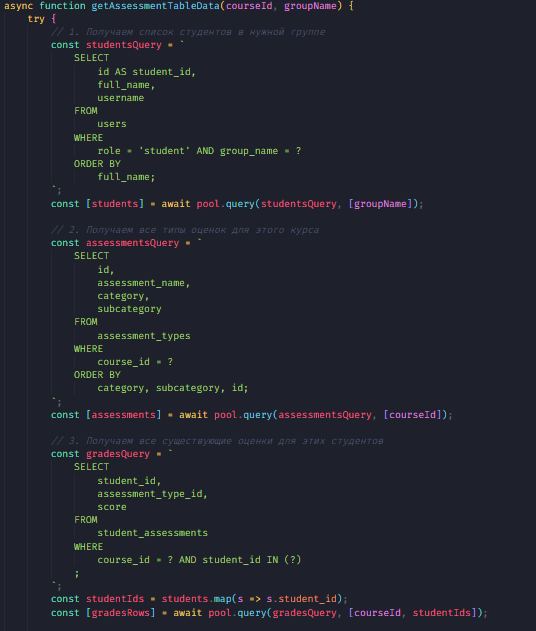 async function getAssessmentTableData(courseId, groupName) {
    try {
        // 1. Получаем список студентов в нужной группе
        const studentsQuery = `
            SELECT
                id AS student_id,
                full_name,
                username
            FROM
                users
            WHERE
                role = 'student' AND group_name = ?
            ORDER BY
                full_name;
        `;
        const [students] = await pool.query(studentsQuery, [groupName]);

        // 2. Получаем все типы оценок для этого курса
        const assessmentsQuery = `
            SELECT
                id,
                assessment_name,
                category,
                subcategory
            FROM
                assessment_types
            WHERE
                course_id = ?
            ORDER BY
                category, subcategory, id;
        `;
        const [assessments] = await pool.query(assessmentsQuery, [courseId]);

        // 3. Получаем все существующие оценки для этих студентов
        const gradesQuery = `
            SELECT
                student_id,
                assessment_type_id,
                score
            FROM
                student_assessments
            WHERE
                course_id = ? AND student_id IN (?)
            ;
        `;
        const studentIds = students.map(s => s.student_id);
        const [gradesRows] = await pool.query(gradesQuery, [courseId, studentIds]);